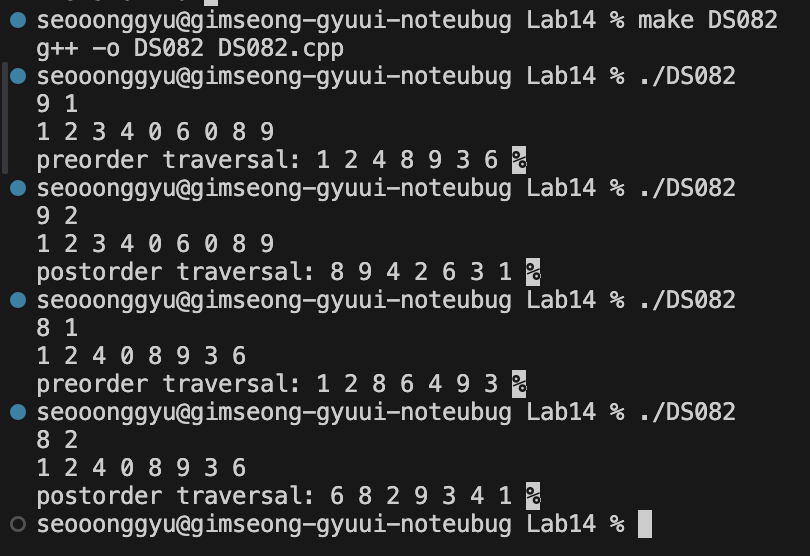 seooonggyu@gimseong-gyuui-noteubug Lab14 % make DS082
g++ -o DS082 DS082.cpp
seooonggyu@gimseong-gyuui-noteubug Lab14 % ./DS082
9 1
1 2 3 4 0 6 0 8 9
preorder traversal: 1 2 4 8 9 3 6 %
seooonggyu@gimseong-gyuui-noteubug Lab14 % ./DS082
9 2
1 2 3 4 0 6 0 8 9
postorder traversal: 8 9 4 2 6 3 1 %
seooonggyu@gimseong-gyuui-noteubug Lab14 % ./DS082
8 1
1 2 4 0 8 9 3 6
preorder traversal: 1 2 8 6 4 9 3 %
seooonggyu@gimseong-gyuui-noteubug Lab14 % ./DS082
8 2
1 2 4 0 8 9 3 6
postorder traversal: 6 8 2 9 3 4 1 %
seooonggyu@gimseong-gyuui-noteubug Lab14 %